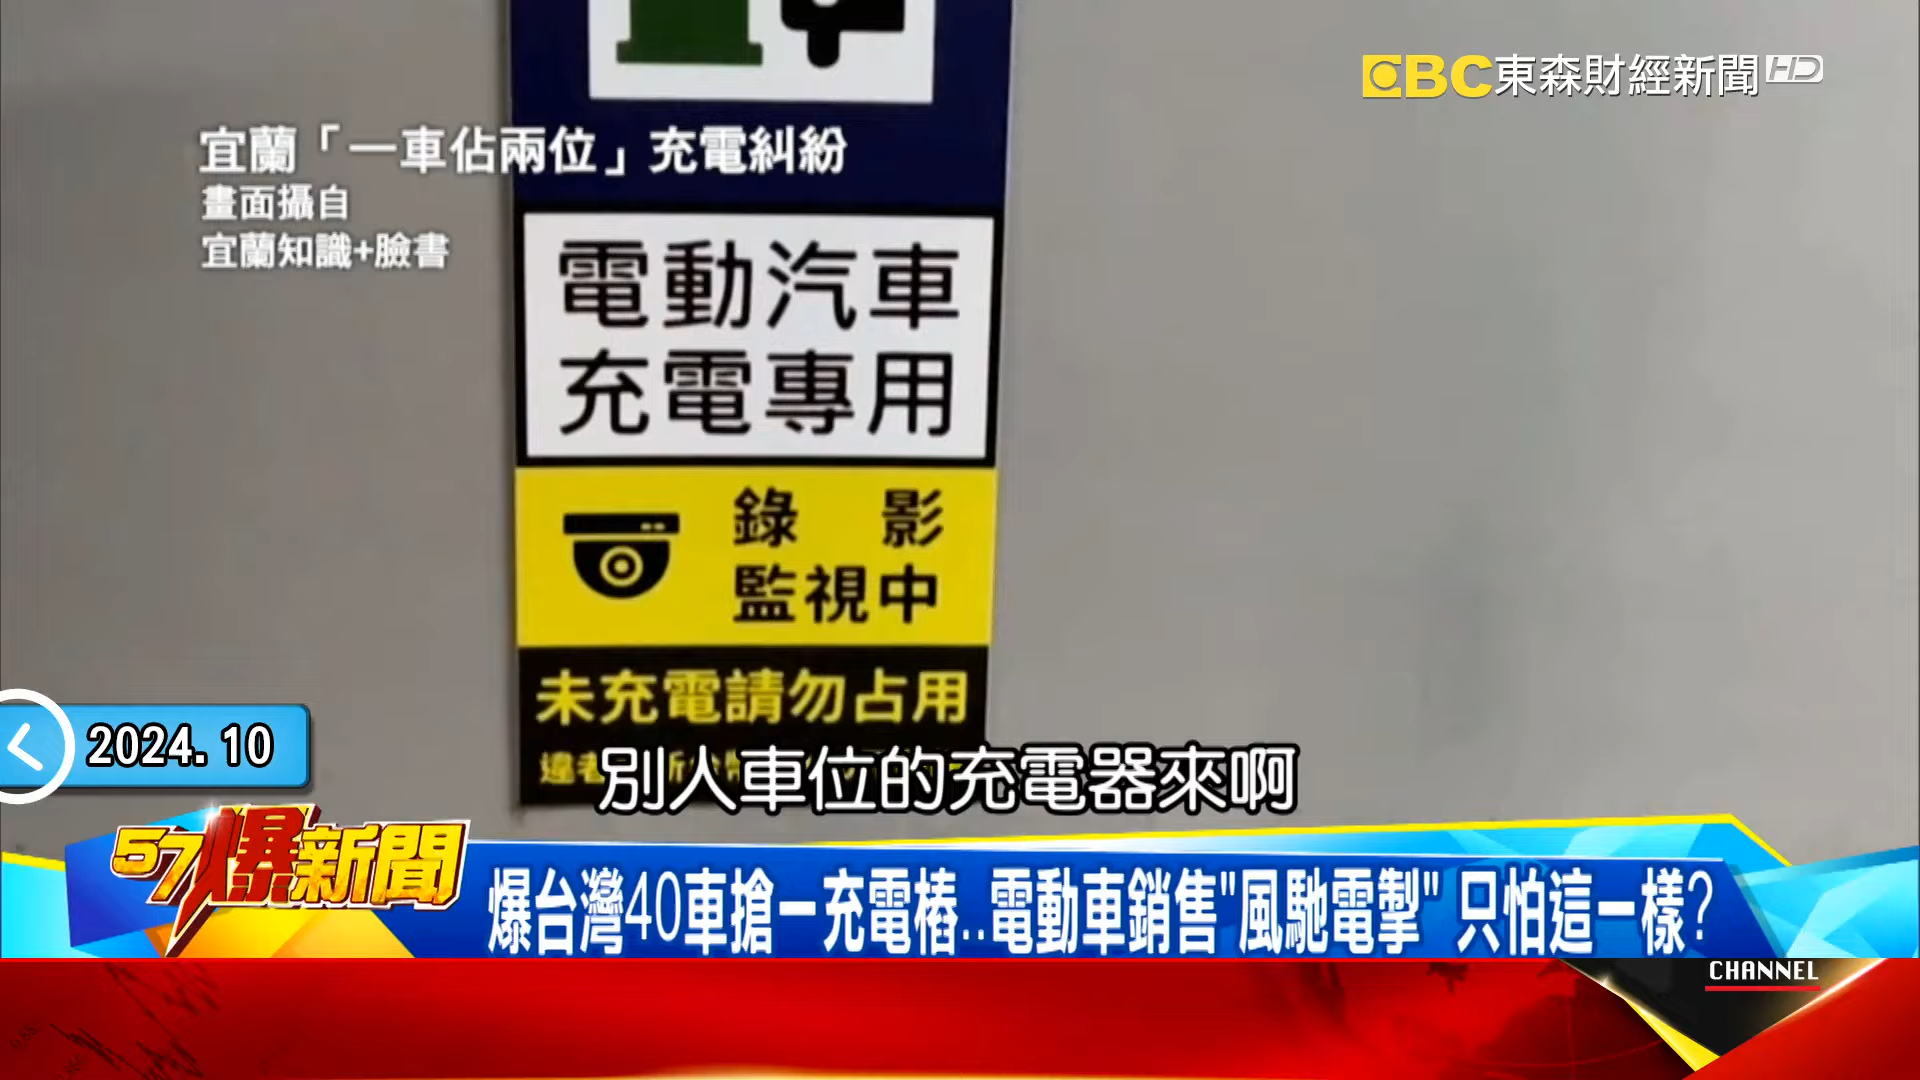 EBC東森財經新聞HD
宜蘭「一車佔兩位」充電糾紛
畫面攝自
宜蘭知識+臉書
電動汽車
充電專用
錄 影
監視中
未充電請勿占用
違者
別人車位的充電器來啊
2024.10
57爆新聞
爆台灣40車搶一充電樁..電動車銷售"風馳電掣" 只怕這一樣?
CHANNEL